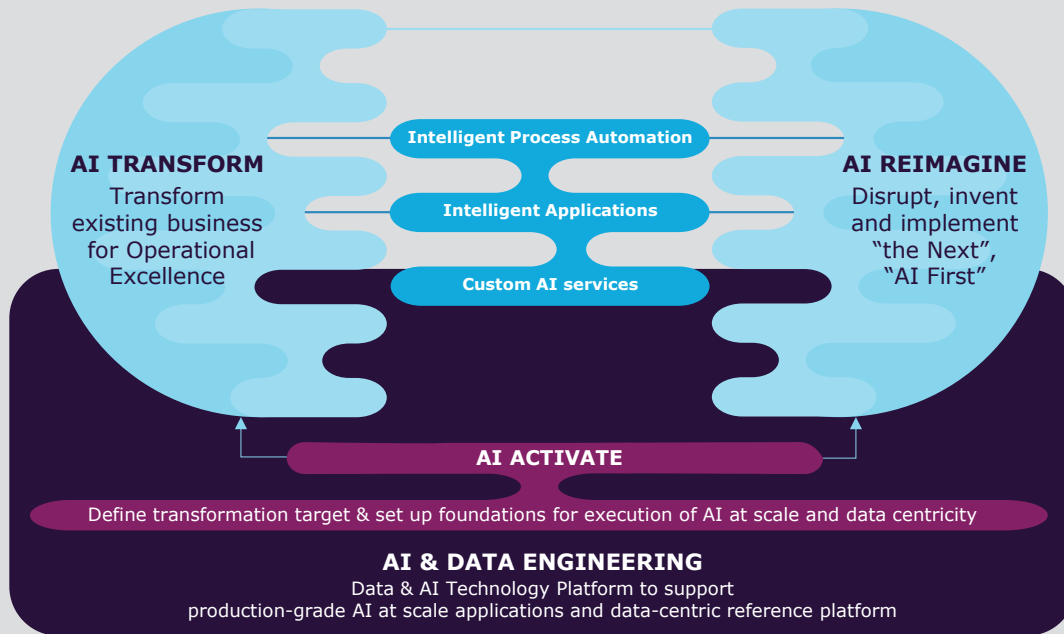 AI TRANSFORM
Transform
existing business
for Operational
Excellence
Intelligent Process Automation
Intelligent Applications
Custom AI services
AI REIMAGINE
Disrupt, invent
and implement
“the Next”,
“AI First”
AI ACTIVATE
Define transformation target & set up foundations for execution of AI at scale and data centricity
AI & DATA ENGINEERING
Data & AI Technology Platform to support
production-grade AI at scale applications and data-centric reference platform